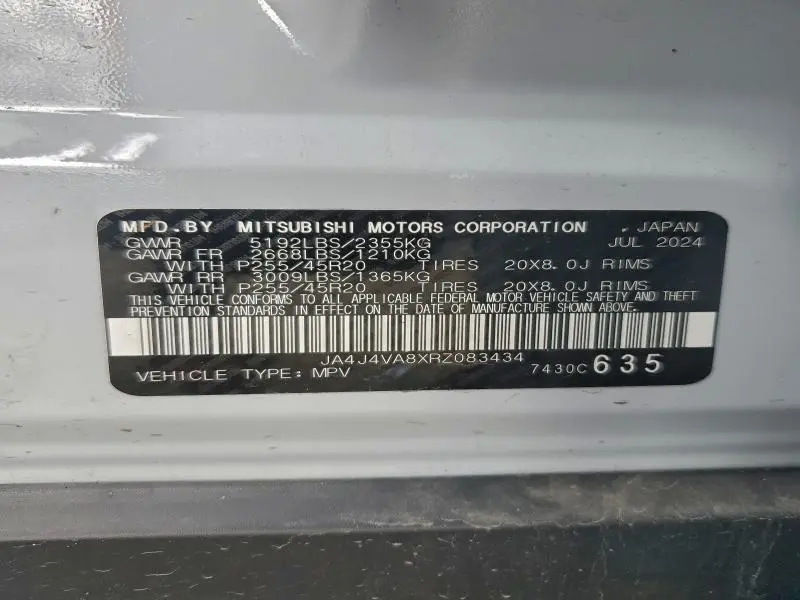 MFD.BY MITSUBISHI MOTORS CORPORATION , JAPAN
GVWR 5192LBS/2355KG JUL 2024
GAWR FR 2668LBS/1210KG
WITH P255/45R20 TIRES 20X8.0J RIMS
GAWR RR 3009LBS/1365KG
WITH P255/45R20 TIRES 20X8.0J RIMS
THIS VEHICLE CONFORMS TO ALL APPLICABLE FEDERAL MOTOR VEHICLE SAFETY AND THEFT
PREVENTION STANDARDS IN EFFECT ON THE DATE OF MANUFACTURE SHOWN ABOVE.
JA4J4VA8XRZ083434
VEHICLE TYPE: MPV 7430C 635